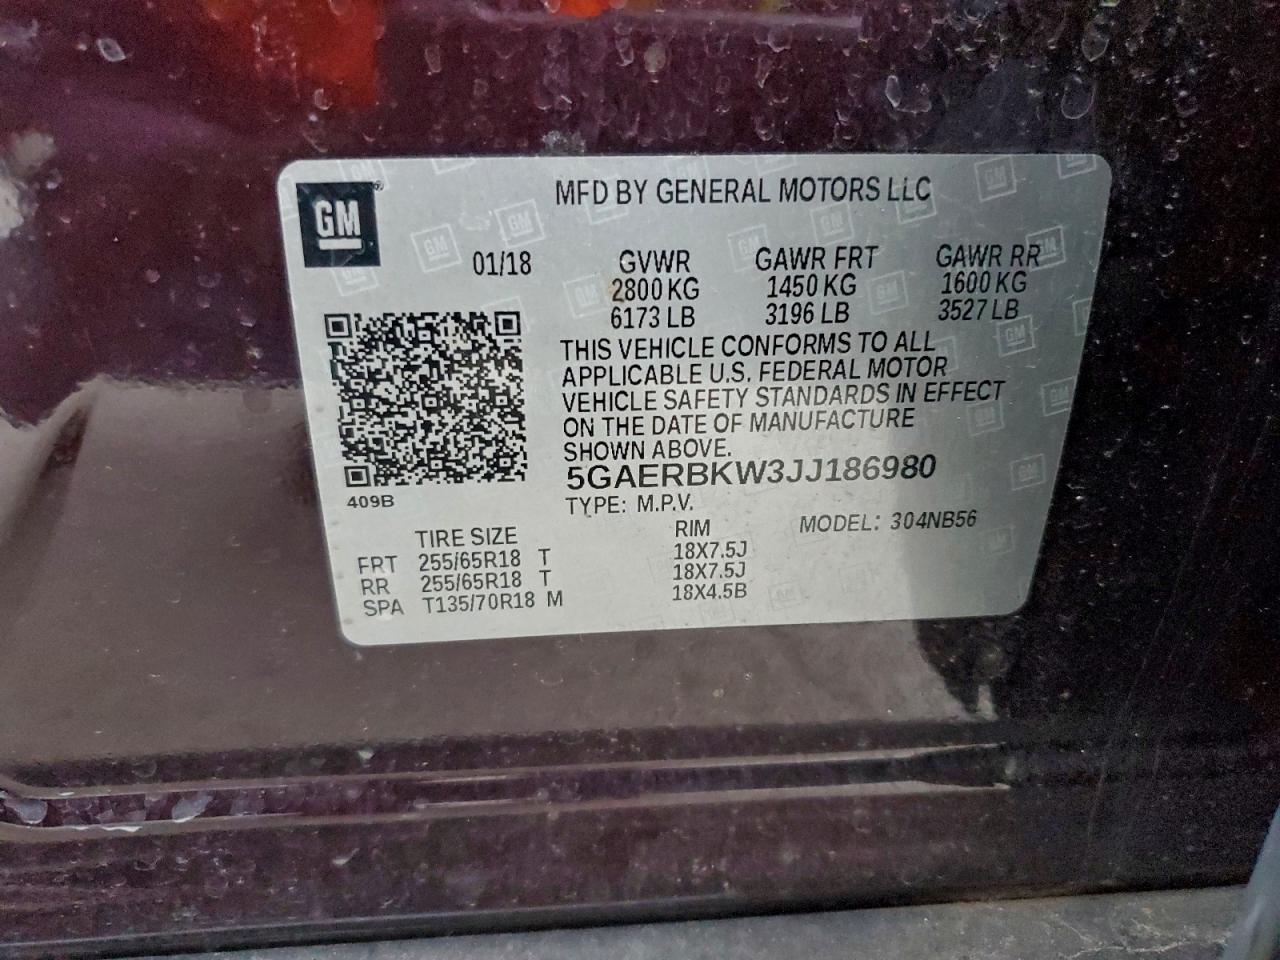 GM
MFD BY GENERAL MOTORS LLC
01/18 GVWR GAWR FRT GAWR RR
2800 KG 1450 KG 1600 KG
6173 LB 3196 LB 3527 LB
THIS VEHICLE CONFORMS TO ALL
APPLICABLE U.S. FEDERAL MOTOR
VEHICLE SAFETY STANDARDS IN EFFECT
ON THE DATE OF MANUFACTURE
SHOWN ABOVE.
5GAERBKW3JJ186980
409B
TYPE: M.P.V. MODEL: 304NB56
TIRE SIZE RIM
FRT 255/65R18 T 18X7.5J
RR 255/65R18 T 18X7.5J
SPA T135/70R18 M 18X4.5B